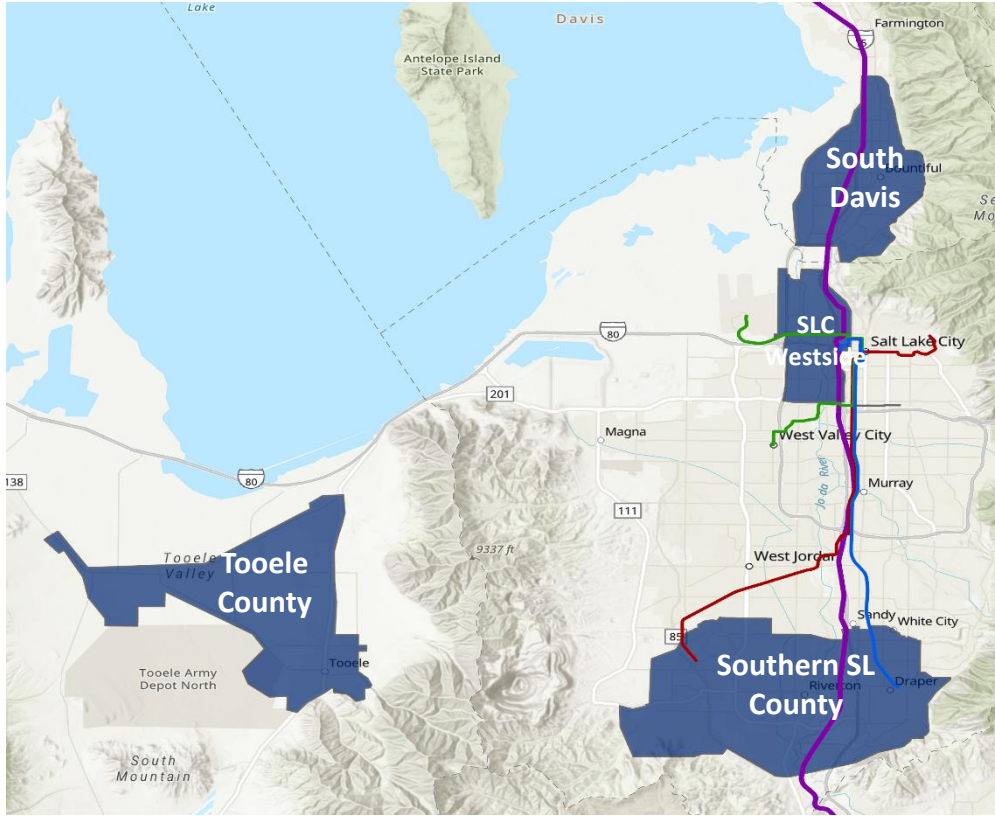 Lake
Davis
Farmington
15
Antelope Island
State Park
South
Davis
Bountiful
SLC
Westside
80
Salt Lake City
201
Magna
West Valley City
138
80
Murray
111
9337 ft
West Jordan
Tooele
Valley
Tooele
County
Sandy
White City
85
Tooele Army
Depot North
Tooele
Southern SL
County
Riverton
Draper
South
Mountain